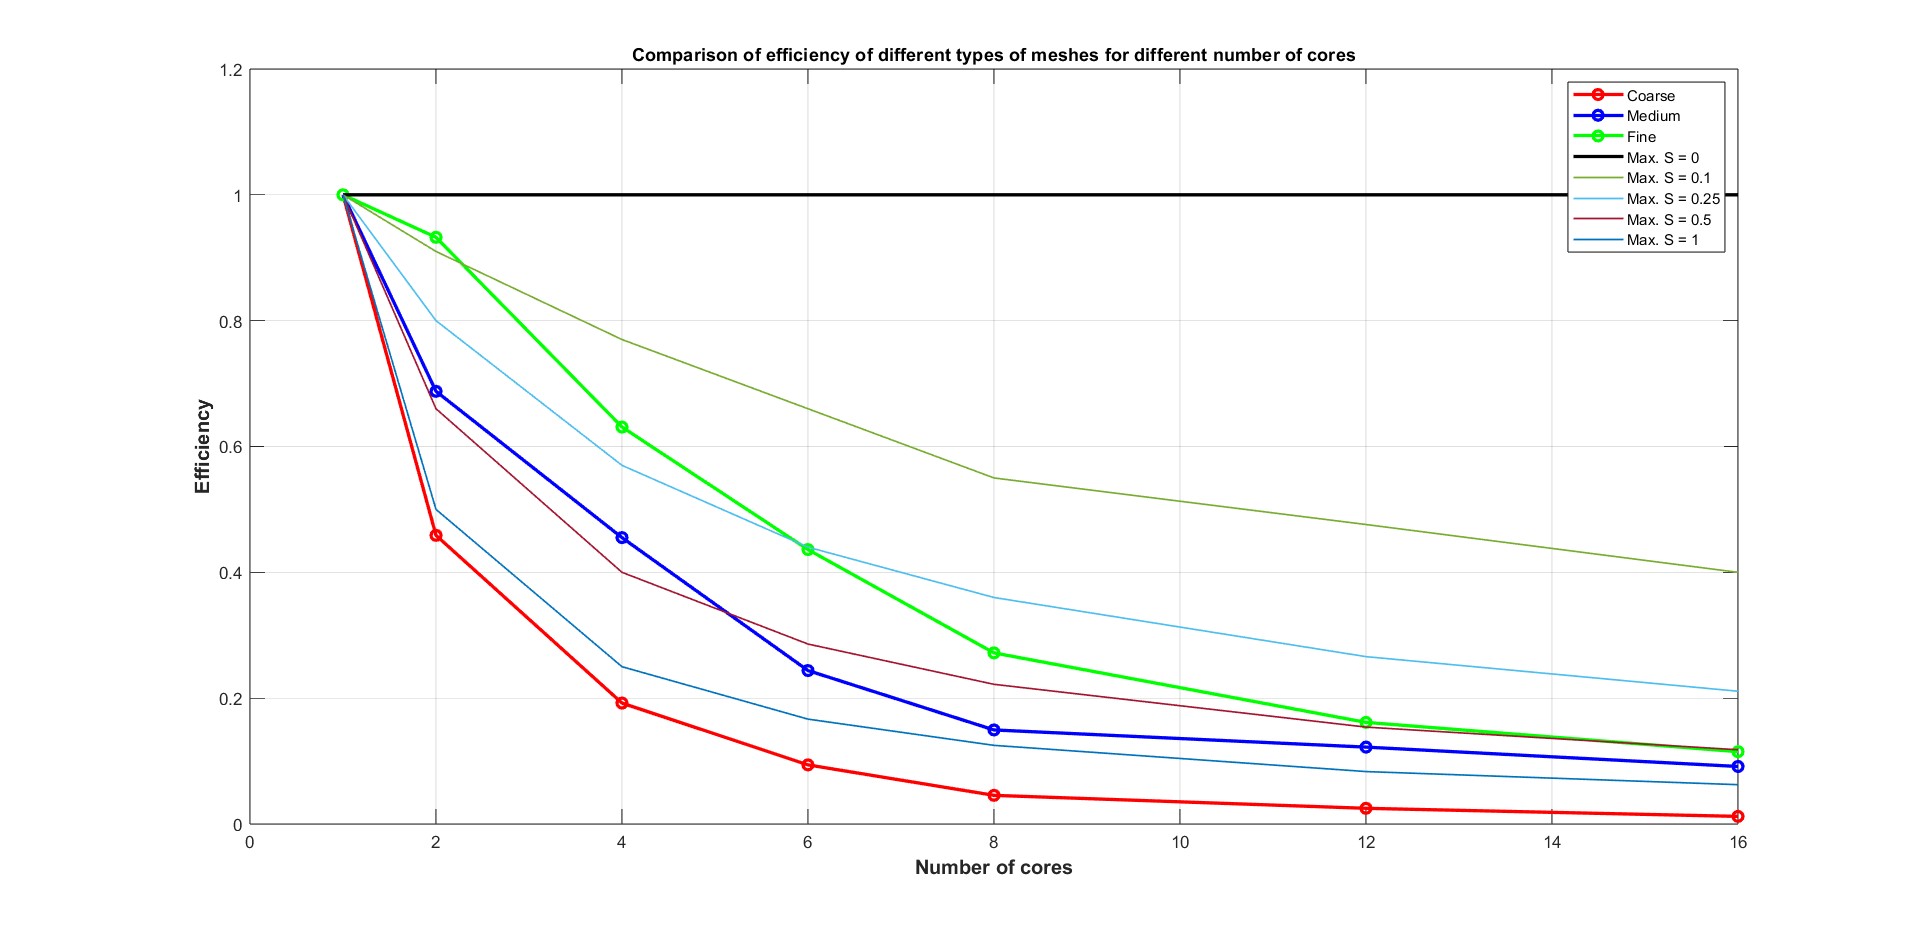 Comparison of efficiency of different types of meshes for different number of cores
1.2
1
0.8
0.6
0.4
0.2
0
Efficiency
0 2 4 6 8 10 12 14 16
Number of cores
Coarse
Medium
Fine
Max. S = 0
Max. S = 0.1
Max. S = 0.25
Max. S = 0.5
Max. S = 1